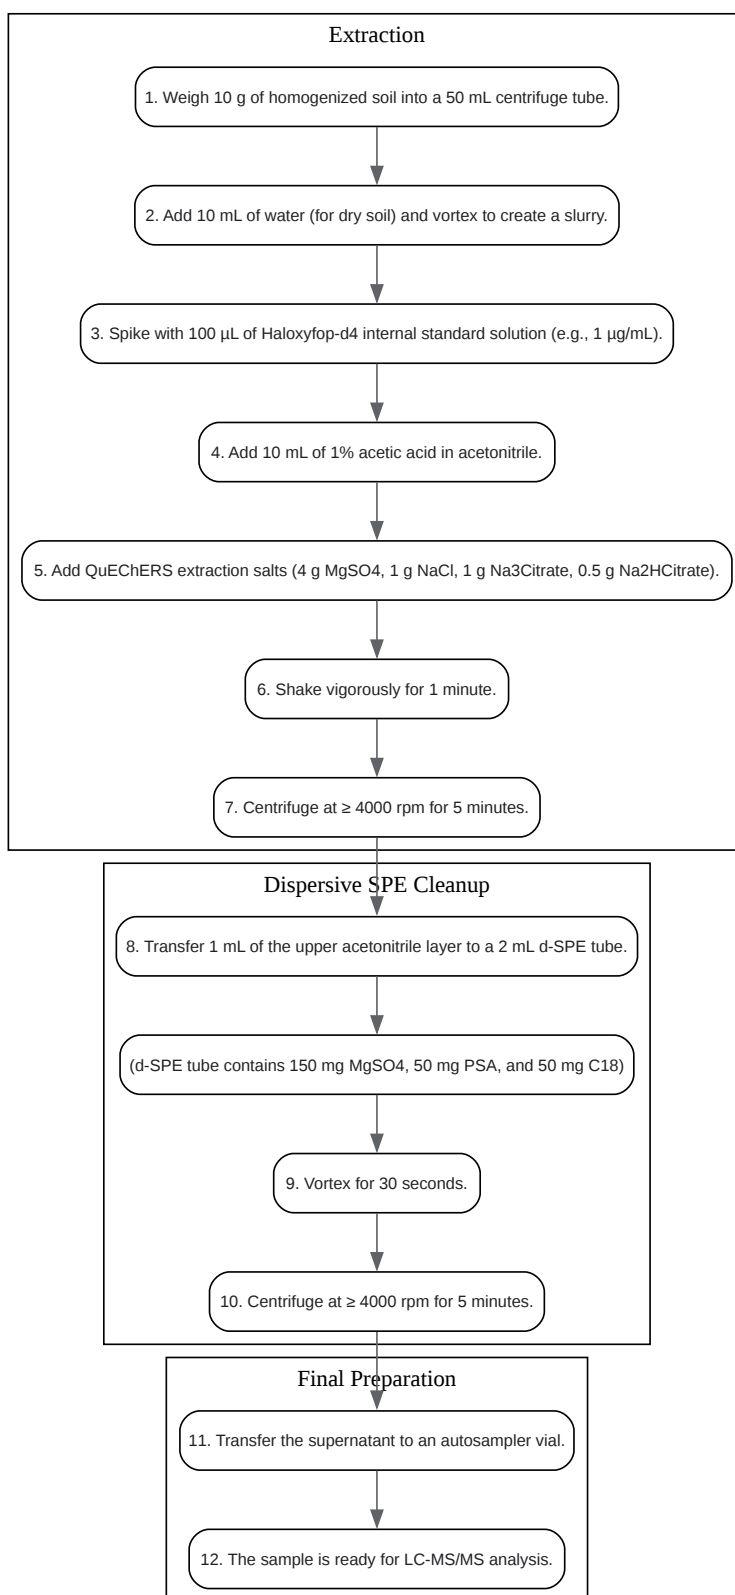 Extraction
1. Weigh 10 g of homogenized soil into a 50 mL centrifuge tube.
2. Add 10 mL of water (for dry soil) and vortex to create a slurry.
3. Spike with 100 µL of Haloxyfop-d4 internal standard solution (e.g., 1 µg/mL).
4. Add 10 mL of 1% acetic acid in acetonitrile.
5. Add QuEChERS extraction salts (4 g MgSO4, 1 g NaCl, 1 g Na3Citrate, 0.5 g Na2HCitrate).
6. Shake vigorously for 1 minute.
7. Centrifuge at ≥ 4000 rpm for 5 minutes.
Dispersive SPE Cleanup
8. Transfer 1 mL of the upper acetonitrile layer to a 2 mL d-SPE tube.
(d-SPE tube contains 150 mg MgSO4, 50 mg PSA, and 50 mg C18)
9. Vortex for 30 seconds.
10. Centrifuge at ≥ 4000 rpm for 5 minutes.
Final Preparation
11. Transfer the supernatant to an autosampler vial.
12. The sample is ready for LC-MS/MS analysis.